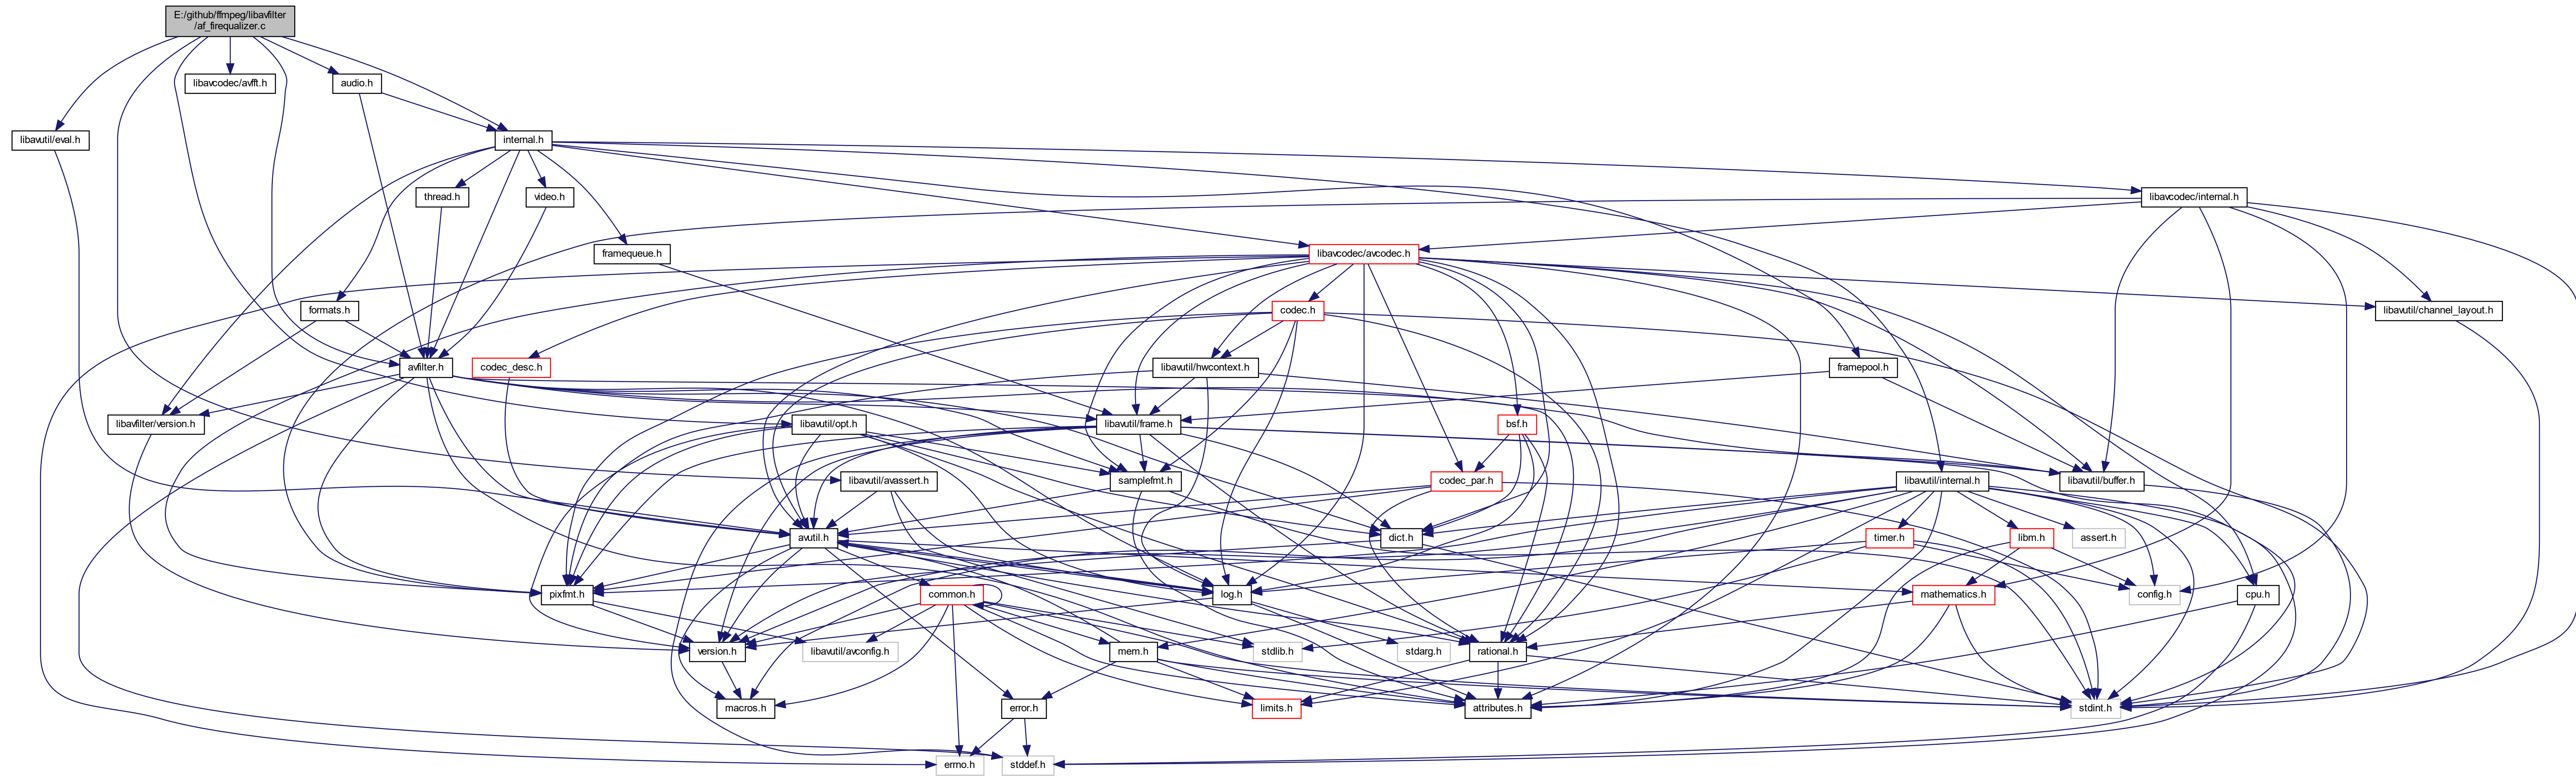 E:/github/ffmpeg/libavfilter
/af_firequalizer.c
libavcodec/avfft.h
audio.h
libavutil/eval.h
internal.h
thread.h
video.h
libavcodec/internal.h
framequeue.h
libavcodec/avcodec.h
formats.h
codec.h
libavutil/channel_layout.h
avfilter.h
codec_desc.h
libavutil/hwcontext.h
framepool.h
libavfilter/version.h
libavutil/opt.h
libavutil/frame.h
bsf.h
libavutil/avassert.h
samplefmt.h
codec_par.h
libavutil/internal.h
libavutil/buffer.h
avutil.h
dict.h
timer.h
libm.h
assert.h
pixfmt.h
common.h
log.h
mathematics.h
config.h
cpu.h
version.h
libavutil/avconfig.h
mem.h
stdlib.h
stdarg.h
rational.h
macros.h
error.h
limits.h
attributes.h
stdint.h
errno.h
stddef.h